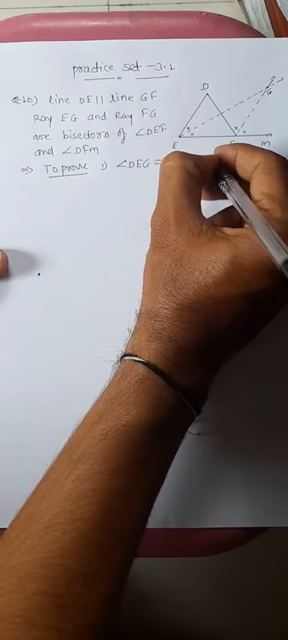 practice set -3.1
Q-10) line DE || line GF
Ray EG and Ray FG
are bisectors of ∠DEF
and ∠DFm
⇒ To prove 1) ∠DEG =
D
G
E
M